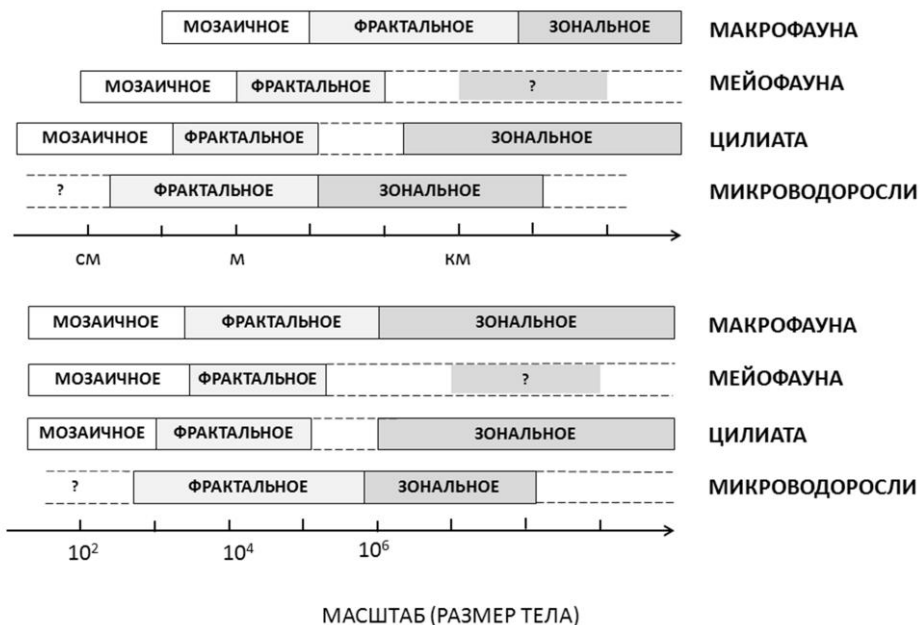 МОЗАИЧНОЕ ФРАКТАЛЬНОЕ ЗОНАЛЬНОЕ МАКРОФАУНА
МОЗАИЧНОЕ ФРАКТАЛЬНОЕ ? МЕЙОФАУНА
МОЗАИЧНОЕ ФРАКТАЛЬНОЕ ЗОНАЛЬНОЕ ЦИЛИАТА
? ФРАКТАЛЬНОЕ ЗОНАЛЬНОЕ МИКРОВОДОРОСЛИ
см м км
МОЗАИЧНОЕ ФРАКТАЛЬНОЕ ЗОНАЛЬНОЕ МАКРОФАУНА
МОЗАИЧНОЕ ФРАКТАЛЬНОЕ ? МЕЙОФАУНА
МОЗАИЧНОЕ ФРАКТАЛЬНОЕ ЗОНАЛЬНОЕ ЦИЛИАТА
? ФРАКТАЛЬНОЕ ЗОНАЛЬНОЕ МИКРОВОДОРОСЛИ
10² 10⁴ 10⁶
МАСШТАБ (РАЗМЕР ТЕЛА)